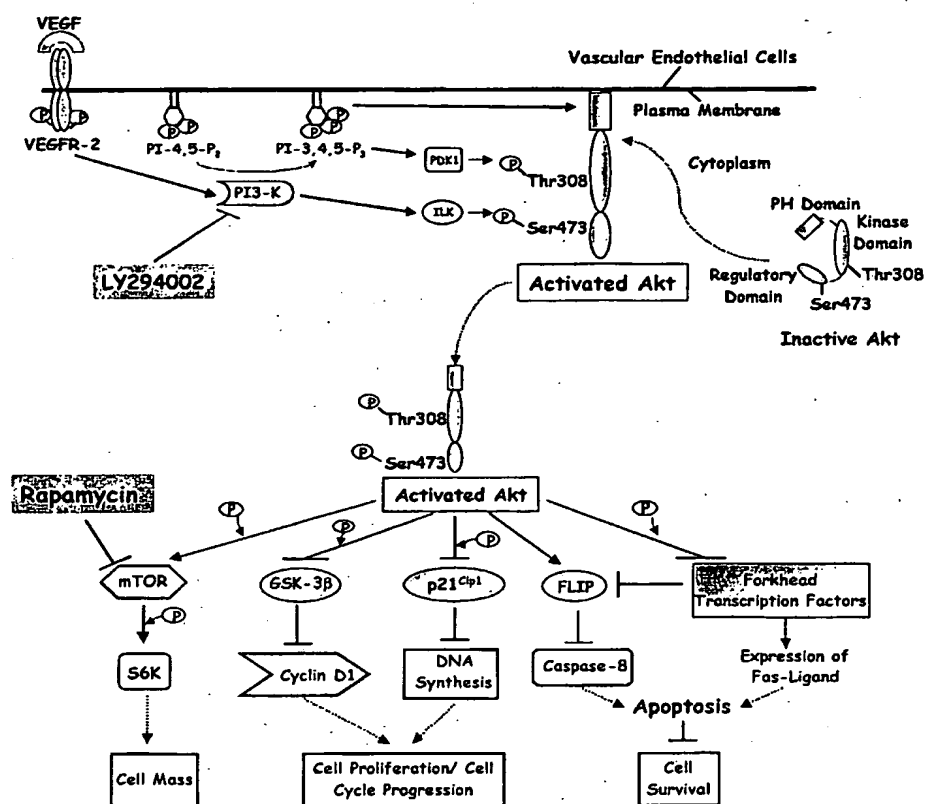 VEGF
Vascular Endothelial Cells
Plasma Membrane
P
P
P
P
P
P
P
VEGFR-2
PI-4,5-P2
PI-3,4,5-P3
PDK1
P
Thr308
Cytoplasm
PI3-K
ILK
P
Ser473
PH Domain
Kinase
Domain
Regulatory
Domain
Thr308
Ser473
LY294002
Activated Akt
Inactive Akt
P
Thr308
P
Ser473
Rapamycin
Activated Akt
P
P
P
P
mTOR
GSK-3β
p21Cip1
FLIP
Forkhead
Transcription Factors
P
S6K
Cyclin D1
DNA
Synthesis
Caspase-8
Expression of
Fas-Ligand
Apoptosis
Cell Mass
Cell Proliferation/ Cell
Cycle Progression
Cell
Survival